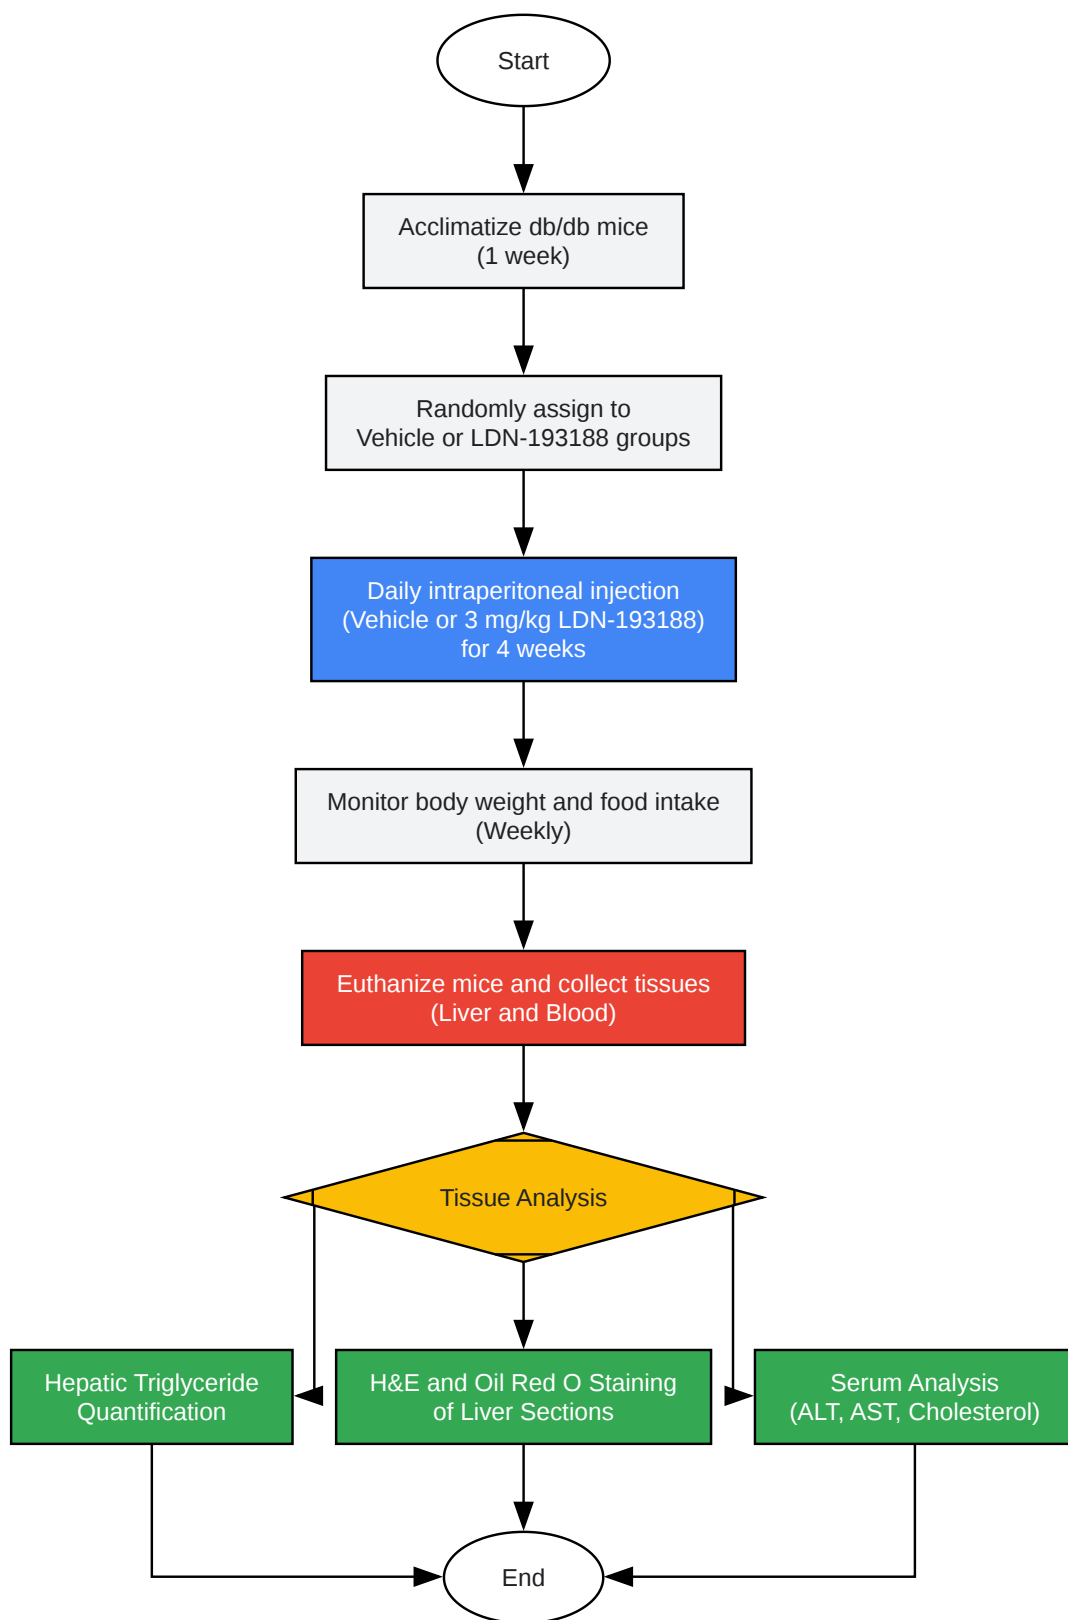 Start
Acclimatize db/db mice
(1 week)
Randomly assign to
Vehicle or LDN-193188 groups
Daily intraperitoneal injection
(Vehicle or 3 mg/kg LDN-193188)
for 4 weeks
Monitor body weight and food intake
(Weekly)
Euthanize mice and collect tissues
(Liver and Blood)
Tissue Analysis
Hepatic Triglyceride
Quantification
H&E and Oil Red O Staining
of Liver Sections
Serum Analysis
(ALT, AST, Cholesterol)
End